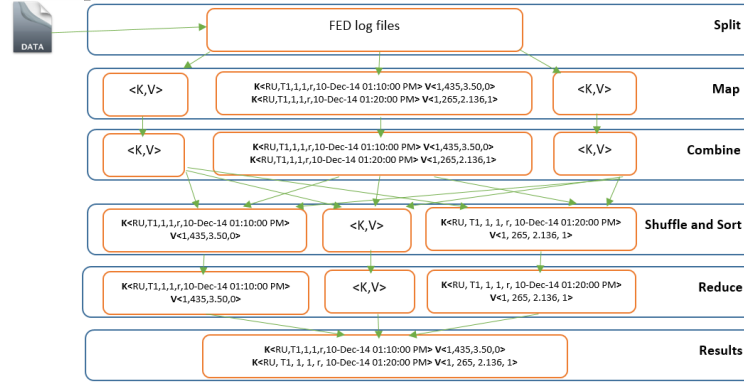 DATA
FED log files
Split
<K,V>
K<RU,T1,1,1,r,10-Dec-14 01:10:00 PM> V<1,435,3.50,0>
K<RU,T1,1,1,r,10-Dec-14 01:20:00 PM> V<1,265,2.136,1>
<K,V>
Map
<K,V>
K<RU,T1,1,1,r,10-Dec-14 01:10:00 PM> V<1,435,3.50,0>
K<RU,T1,1,1,r,10-Dec-14 01:20:00 PM> V<1,265,2.136,1>
<K,V>
Combine
K<RU,T1,1,1,r,10-Dec-14 01:10:00 PM>
V<1,435,3.50,0>
<K,V>
K<RU, T1, 1, 1, r, 10-Dec-14 01:20:00 PM>
V<1, 265, 2.136, 1>
Shuffle and Sort
K<RU,T1,1,1,r,10-Dec-14 01:10:00 PM>
V<1,435,3.50,0>
<K,V>
K<RU, T1, 1, 1, r, 10-Dec-14 01:20:00 PM>
V<1, 265, 2.136, 1>
Reduce
K<RU,T1,1,1,r,10-Dec-14 01:10:00 PM> V<1,435,3.50,0>
K<RU, T1, 1, 1, r, 10-Dec-14 01:20:00 PM> V<1, 265, 2.136, 1>
Results